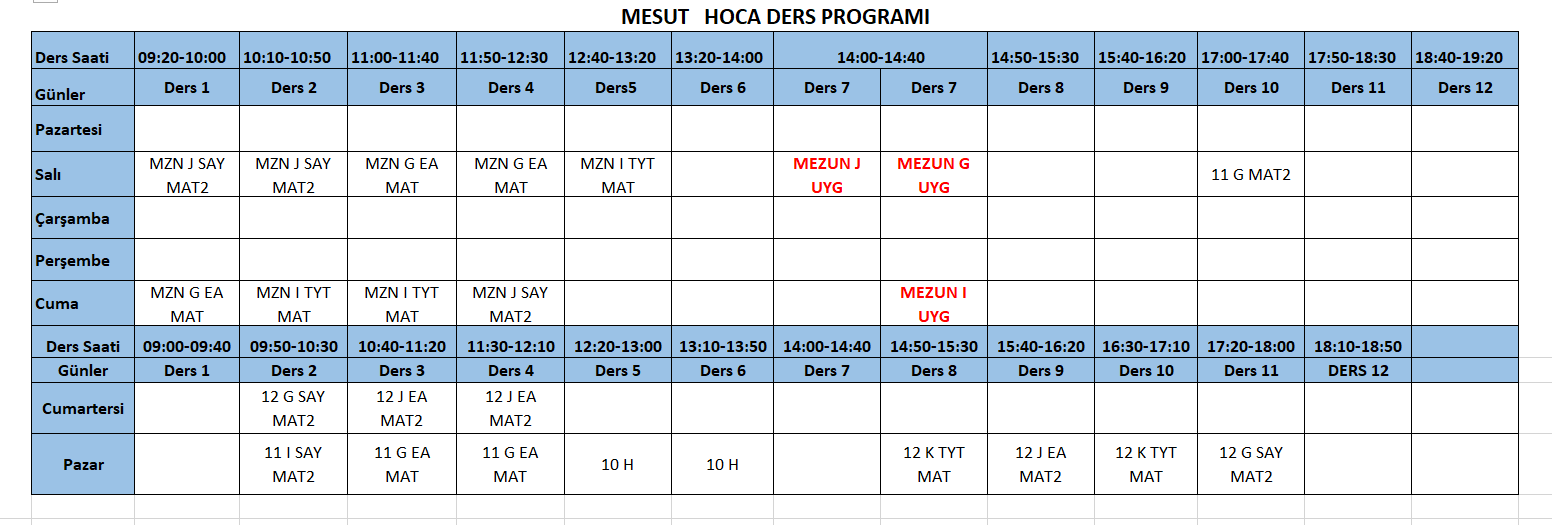 MESUT HOCA DERS PROGRAMI
Ders Saati 09:20-10:00 10:10-10:50 11:00-11:40 11:50-12:30 12:40-13:20 13:20-14:00 14:00-14:40 14:50-15:30 15:40-16:20 17:00-17:40 17:50-18:30 18:40-19:20
Günler Ders 1 Ders 2 Ders 3 Ders 4 Ders5 Ders 6 Ders 7 Ders 7 Ders 8 Ders 9 Ders 10 Ders 11 Ders 12
Pazartesi
Salı MZN J SAY MAT2 MZN J SAY MAT2 MZN G EA MAT MZN G EA MAT MZN I TYT MAT MEZUN J UYG MEZUN G UYG 11 G MAT2
Çarşamba
Perşembe
Cuma MZN G EA MAT MZN I TYT MAT MZN I TYT MAT MZN J SAY MAT2 MEZUN I UYG
Ders Saati 09:00-09:40 09:50-10:30 10:40-11:20 11:30-12:10 12:20-13:00 13:10-13:50 14:00-14:40 14:50-15:30 15:40-16:20 16:30-17:10 17:20-18:00 18:10-18:50
Günler Ders 1 Ders 2 Ders 3 Ders 4 Ders 5 Ders 6 Ders 7 Ders 8 Ders 9 Ders 10 Ders 11 DERS 12
Cumartersi 12 G SAY MAT2 12 J EA MAT2 12 J EA MAT2
Pazar 11 I SAY MAT2 11 G EA MAT 11 G EA MAT 10 H 10 H 12 K TYT MAT 12 J EA MAT2 12 K TYT MAT 12 G SAY MAT2